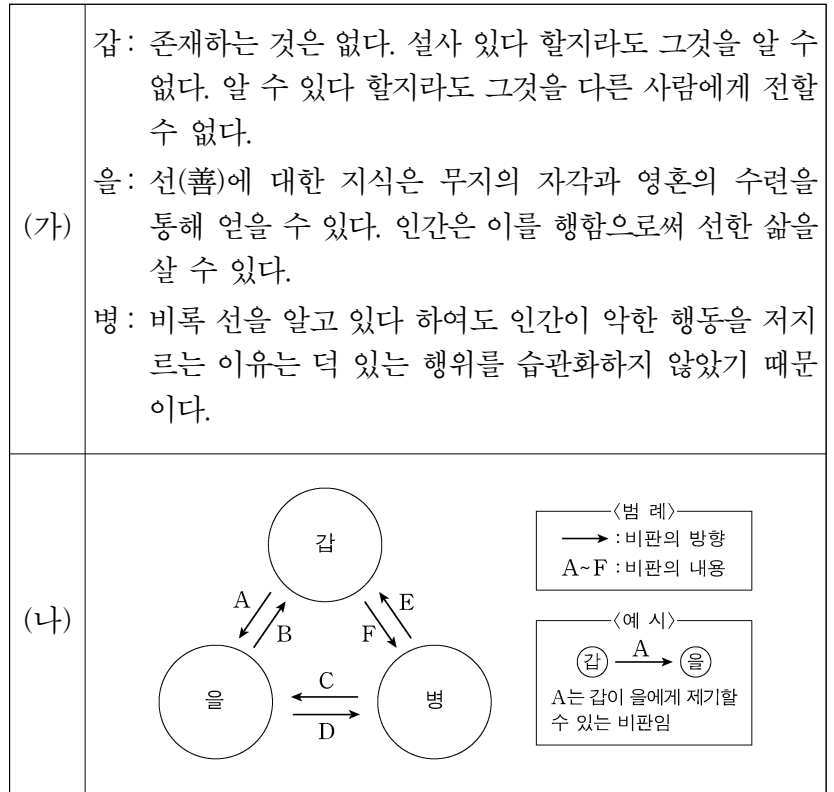 (가)
갑 : 존재하는 것은 없다. 설사 있다 할지라도 그것을 알 수
없다. 알 수 있다 할지라도 그것을 다른 사람에게 전할
수 없다.
을 : 선(善)에 대한 지식은 무지의 자각과 영혼의 수련을
통해 얻을 수 있다. 인간은 이를 행함으로써 선한 삶을
살 수 있다.
병 : 비록 선을 알고 있다 하여도 인간이 악한 행동을 저지
르는 이유는 덕 있는 행위를 습관화하지 않았기 때문
이다.
(나)
갑
A
B
E
F
을
C
D
병
〈범 례〉
: 비판의 방향
A~F : 비판의 내용
〈예 시〉
갑 A 을
A는 갑이 을에게 제기할
수 있는 비판임